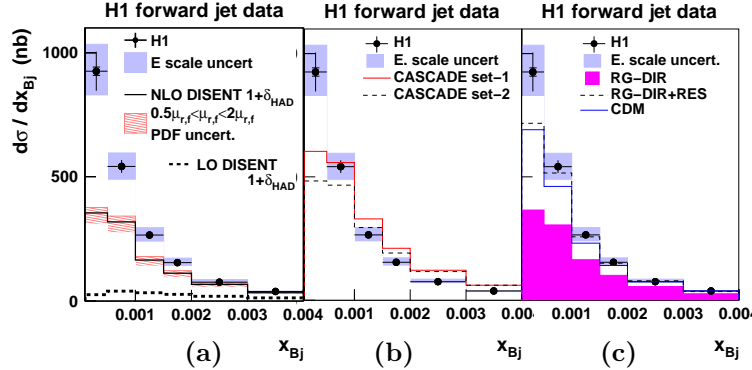 H1 forward jet data
H1 forward jet data
H1 forward jet data
dσ / dx_Bj (nb)
1000
500
0
H1
E scale uncert
NLO DISENT 1+δ_HAD
0.5μ_r,f<μ_r,f<2μ_r,f
PDF uncert.
LO DISENT
1+δ_HAD
H1
E. scale uncert.
CASCADE set-1
CASCADE set-2
H1
E. scale uncert.
RG-DIR
RG-DIR+RES
CDM
0.001 0.002 0.003 0.004
0.001 0.002 0.003 0.00
0.001 0.002 0.003 0.004
x_Bj
x_Bj
x_Bj
(a) (b) (c)